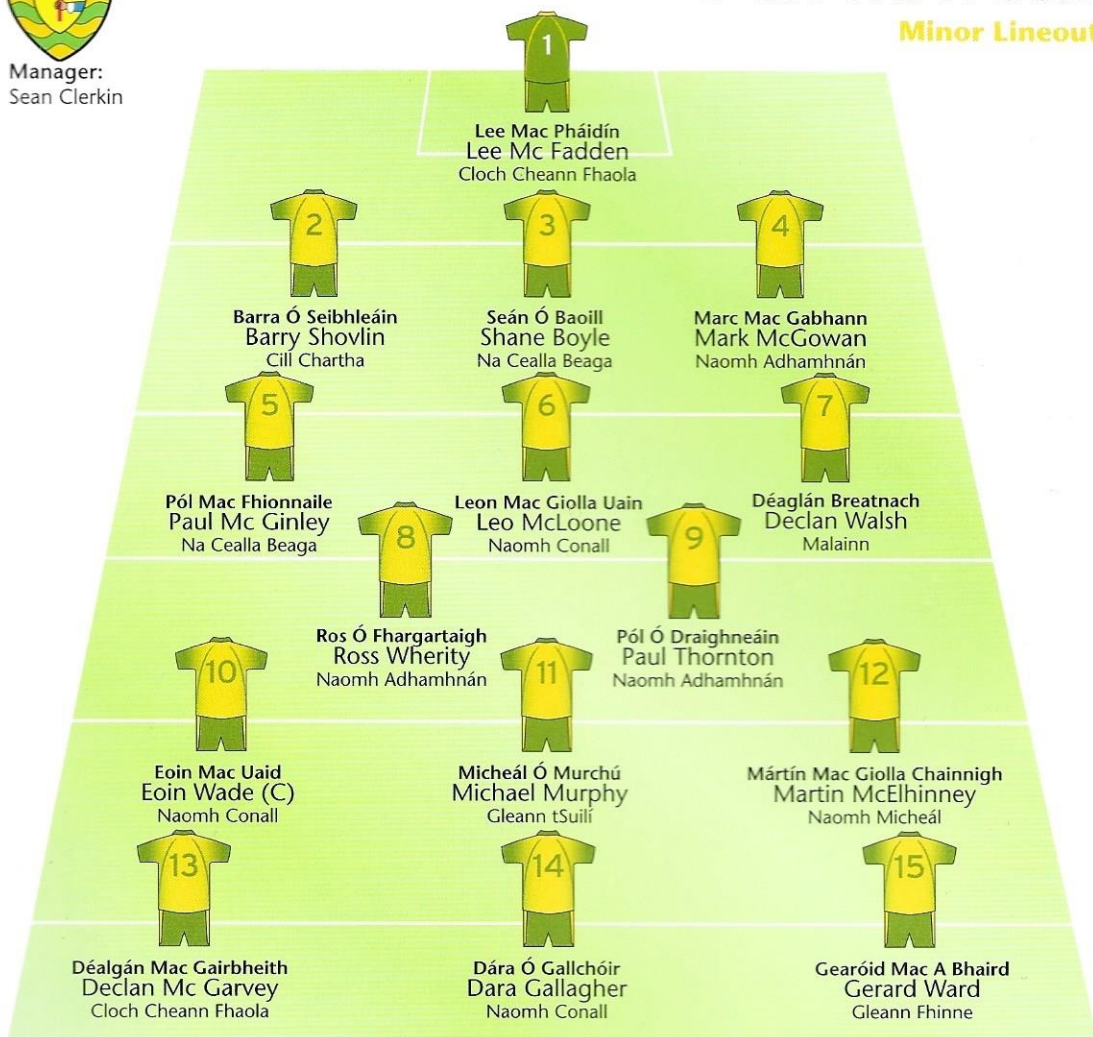 Minor Lineout
Manager:
Sean Clerkin
1
Lee Mac Pháidín
Lee Mc Fadden
Cloch Cheann Fhaola
2
Barra Ó Seibhleáin
Barry Shovlin
Cill Chartha
3
Seán Ó Baoill
Shane Boyle
Na Cealla Beaga
4
Marc Mac Gabhann
Mark McGowan
Naomh Adhamhnán
5
Pól Mac Fhionnaile
Paul Mc Ginley
Na Cealla Beaga
6
Leon Mac Giolla Uain
Leo McLoone
Naomh Conall
7
Déaglán Breatnach
Declan Walsh
Malainn
8
Ros Ó Fhargartaigh
Ross Wherity
Naomh Adhamhnán
9
Pól Ó Draighneáin
Paul Thornton
Naomh Adhamhnán
10
Eoin Mac Uaid
Eoin Wade (C)
Naomh Conall
11
Micheál Ó Murchú
Michael Murphy
Gleann tSuilí
12
Mártín Mac Giolla Chainnigh
Martin McElhinney
Naomh Micheál
13
Déalgán Mac Gairbheith
Declan Mc Garvey
Cloch Cheann Fhaola
14
Dára Ó Gallchóir
Dara Gallagher
Naomh Conall
15
Gearóid Mac A Bhaird
Gerard Ward
Gleann Fhinne